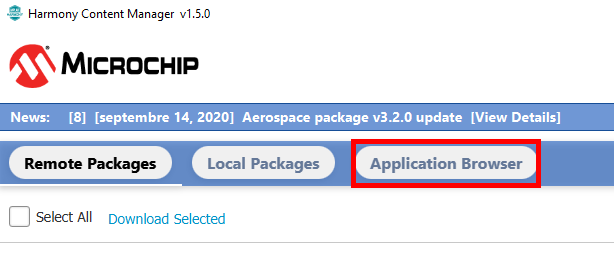 Harmony Content Manager v1.5.0
MICROCHIP
News: [8] [septembre 14, 2020] Aerospace package v3.2.0 update [View Details]
Remote Packages Local Packages Application Browser
Select All Download Selected